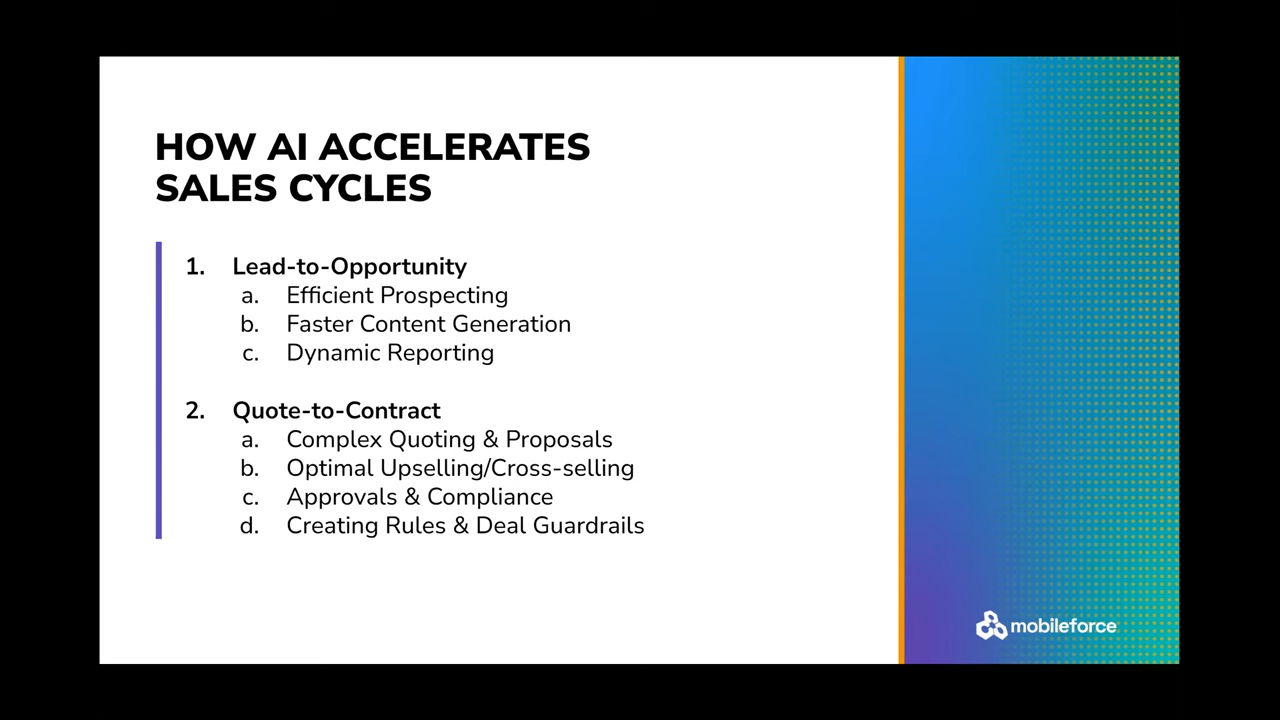 HOW AI ACCELERATES
SALES CYCLES
1. Lead-to-Opportunity
a. Efficient Prospecting
b. Faster Content Generation
c. Dynamic Reporting
2. Quote-to-Contract
a. Complex Quoting & Proposals
b. Optimal Upselling/Cross-selling
c. Approvals & Compliance
d. Creating Rules & Deal Guardrails
mobileforce